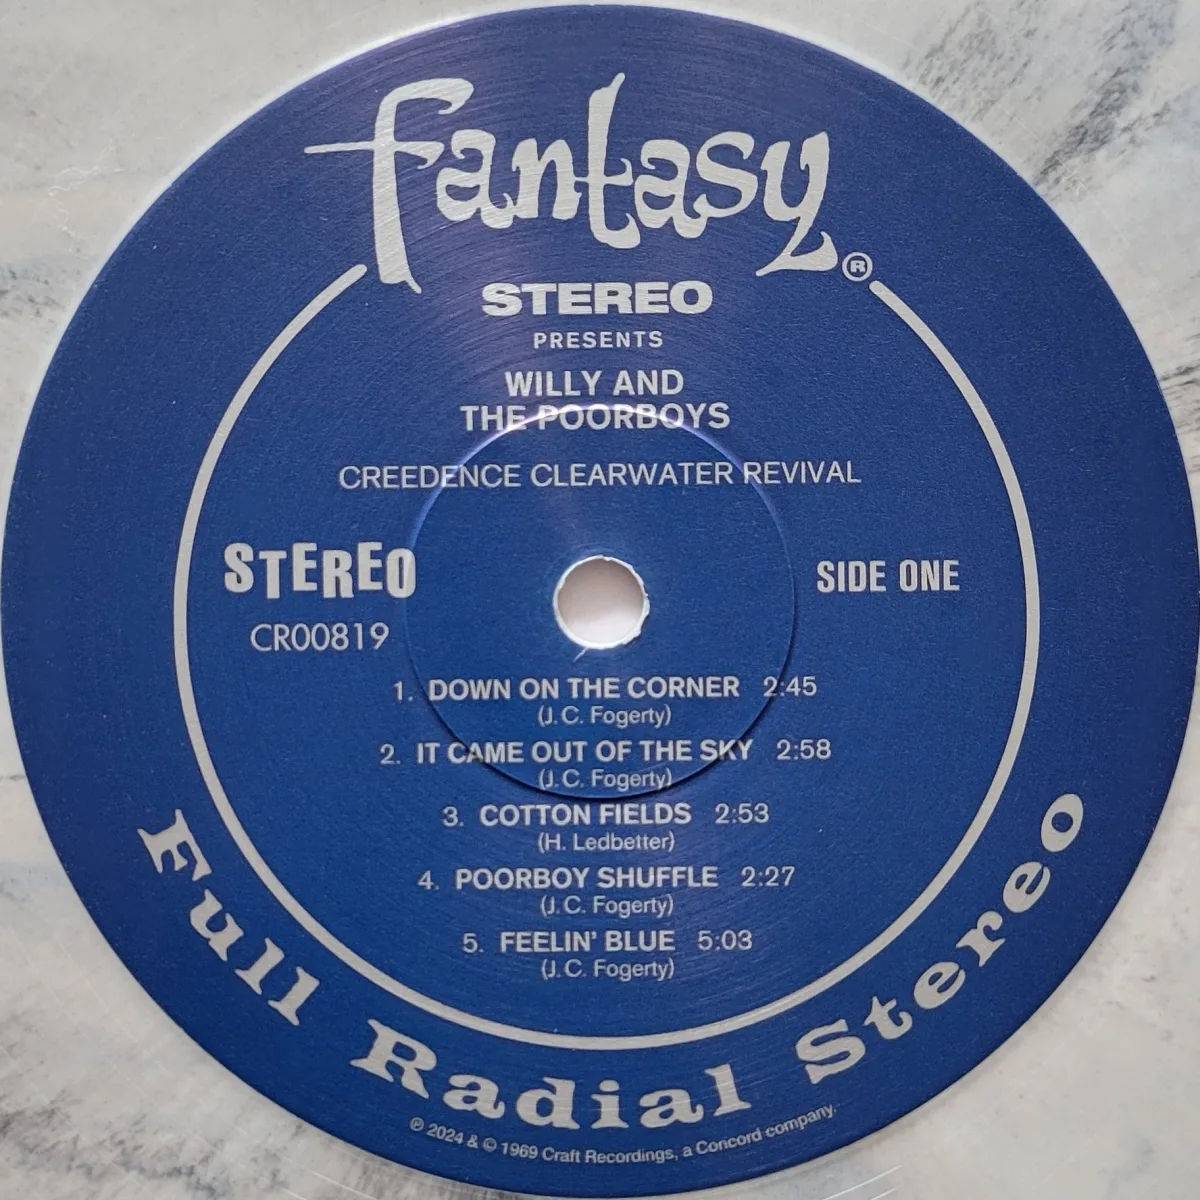 fantasy®
STEREO
PRESENTS
WILLY AND
THE POORBOYS
CREEDENCE CLEARWATER REVIVAL
STEREO
SIDE ONE
CR00819
1. DOWN ON THE CORNER 2:45
(J. C. Fogerty)
2. IT CAME OUT OF THE SKY 2:58
(J. C. Fogerty)
3. COTTON FIELDS 2:53
(H. Ledbetter)
4. POORBOY SHUFFLE 2:27
(J. C. Fogerty)
5. FEELIN' BLUE 5:03
(J. C. Fogerty)
Full Radial Stereo
℗ 2024 & © 1969 Craft Recordings, a Concord company.